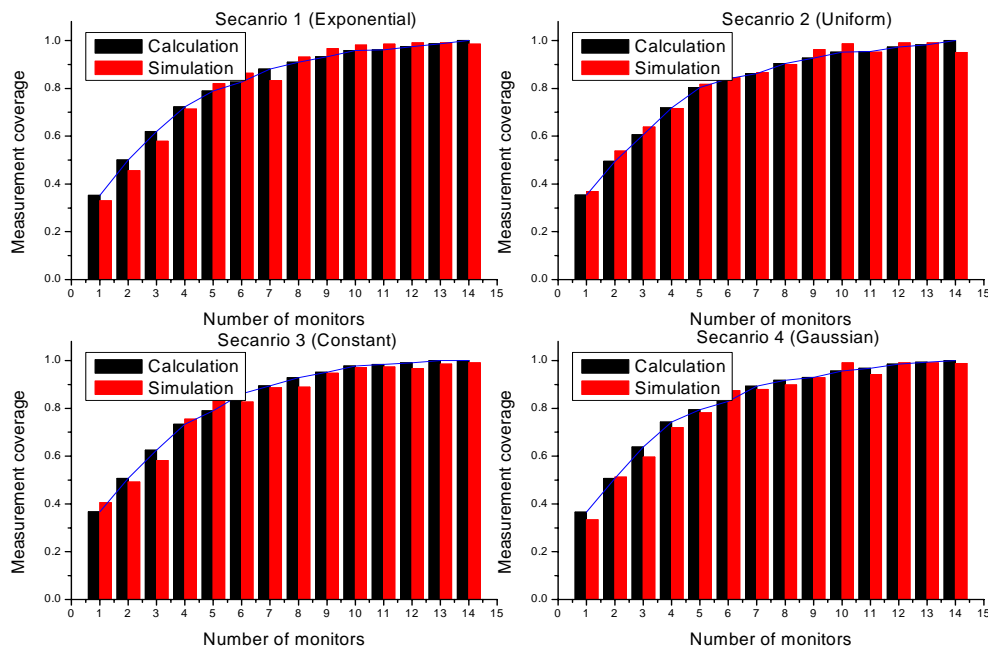 Secanrio 1 (Exponential)
Calculation
Simulation
Measurement coverage
1.0
0.8
0.6
0.4
0.2
0.0
0 1 2 3 4 5 6 7 8 9 10 11 12 13 14 15
Number of monitors
Secanrio 2 (Uniform)
Calculation
Simulation
Measurement coverage
1.0
0.8
0.6
0.4
0.2
0.0
0 1 2 3 4 5 6 7 8 9 10 11 12 13 14 15
Number of monitors
Secanrio 3 (Constant)
Calculation
Simulation
Measurement coverage
1.0
0.8
0.6
0.4
0.2
0.0
0 1 2 3 4 5 6 7 8 9 10 11 12 13 14 15
Number of monitors
Secanrio 4 (Gaussian)
Calculation
Simulation
Measurement coverage
1.0
0.8
0.6
0.4
0.2
0.0
0 1 2 3 4 5 6 7 8 9 10 11 12 13 14 15
Number of monitors